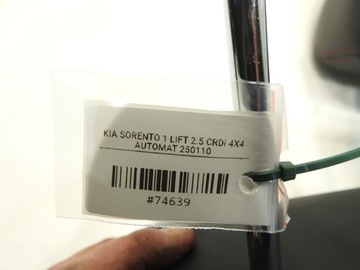 KIA SORENTO 1 LIFT 2.5 CRDi 4X4
AUTOMAT 250110
#74639